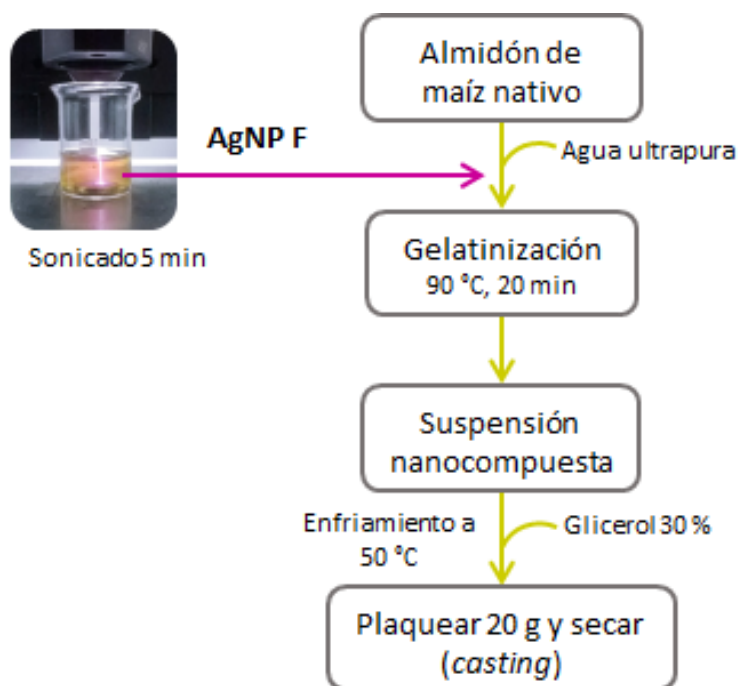 Almidón de
maíz nativo
AgNP F
Agua ultrapura
Sonicado 5 min
Gelatinización
90 °C, 20 min
Suspensión
nanocompuesta
Enfriamiento a
50 °C
Glicerol 30 %
Plaquear 20 g y secar
(casting)